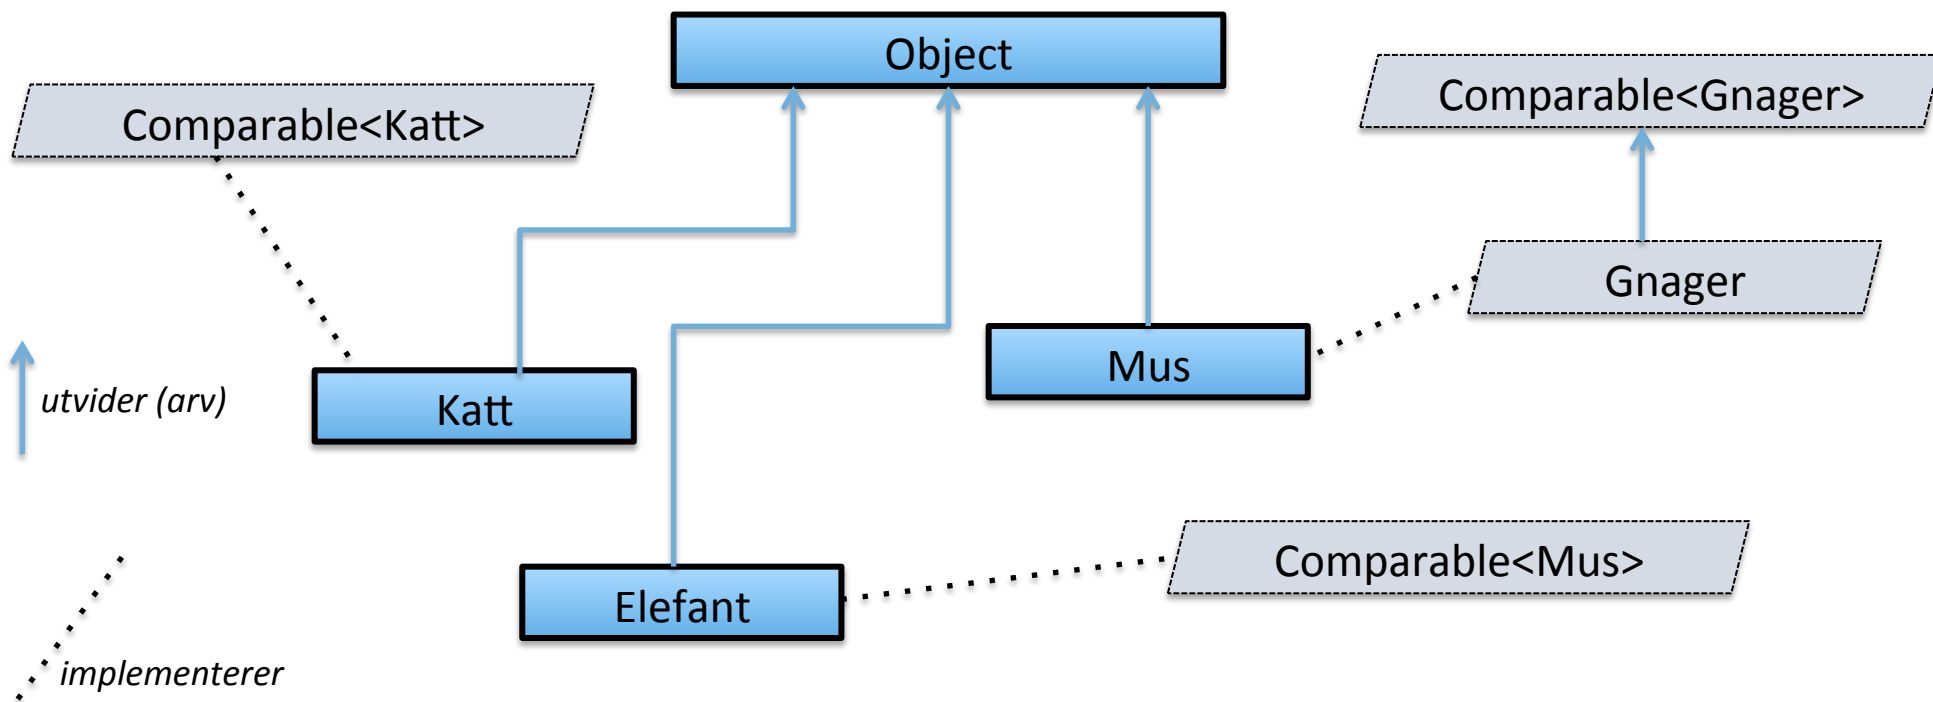 Object
Comparable<Katt>
Comparable<Gnager>
Gnager
Mus
utvider (arv)
Katt
Comparable<Mus>
Elefant
implementerer